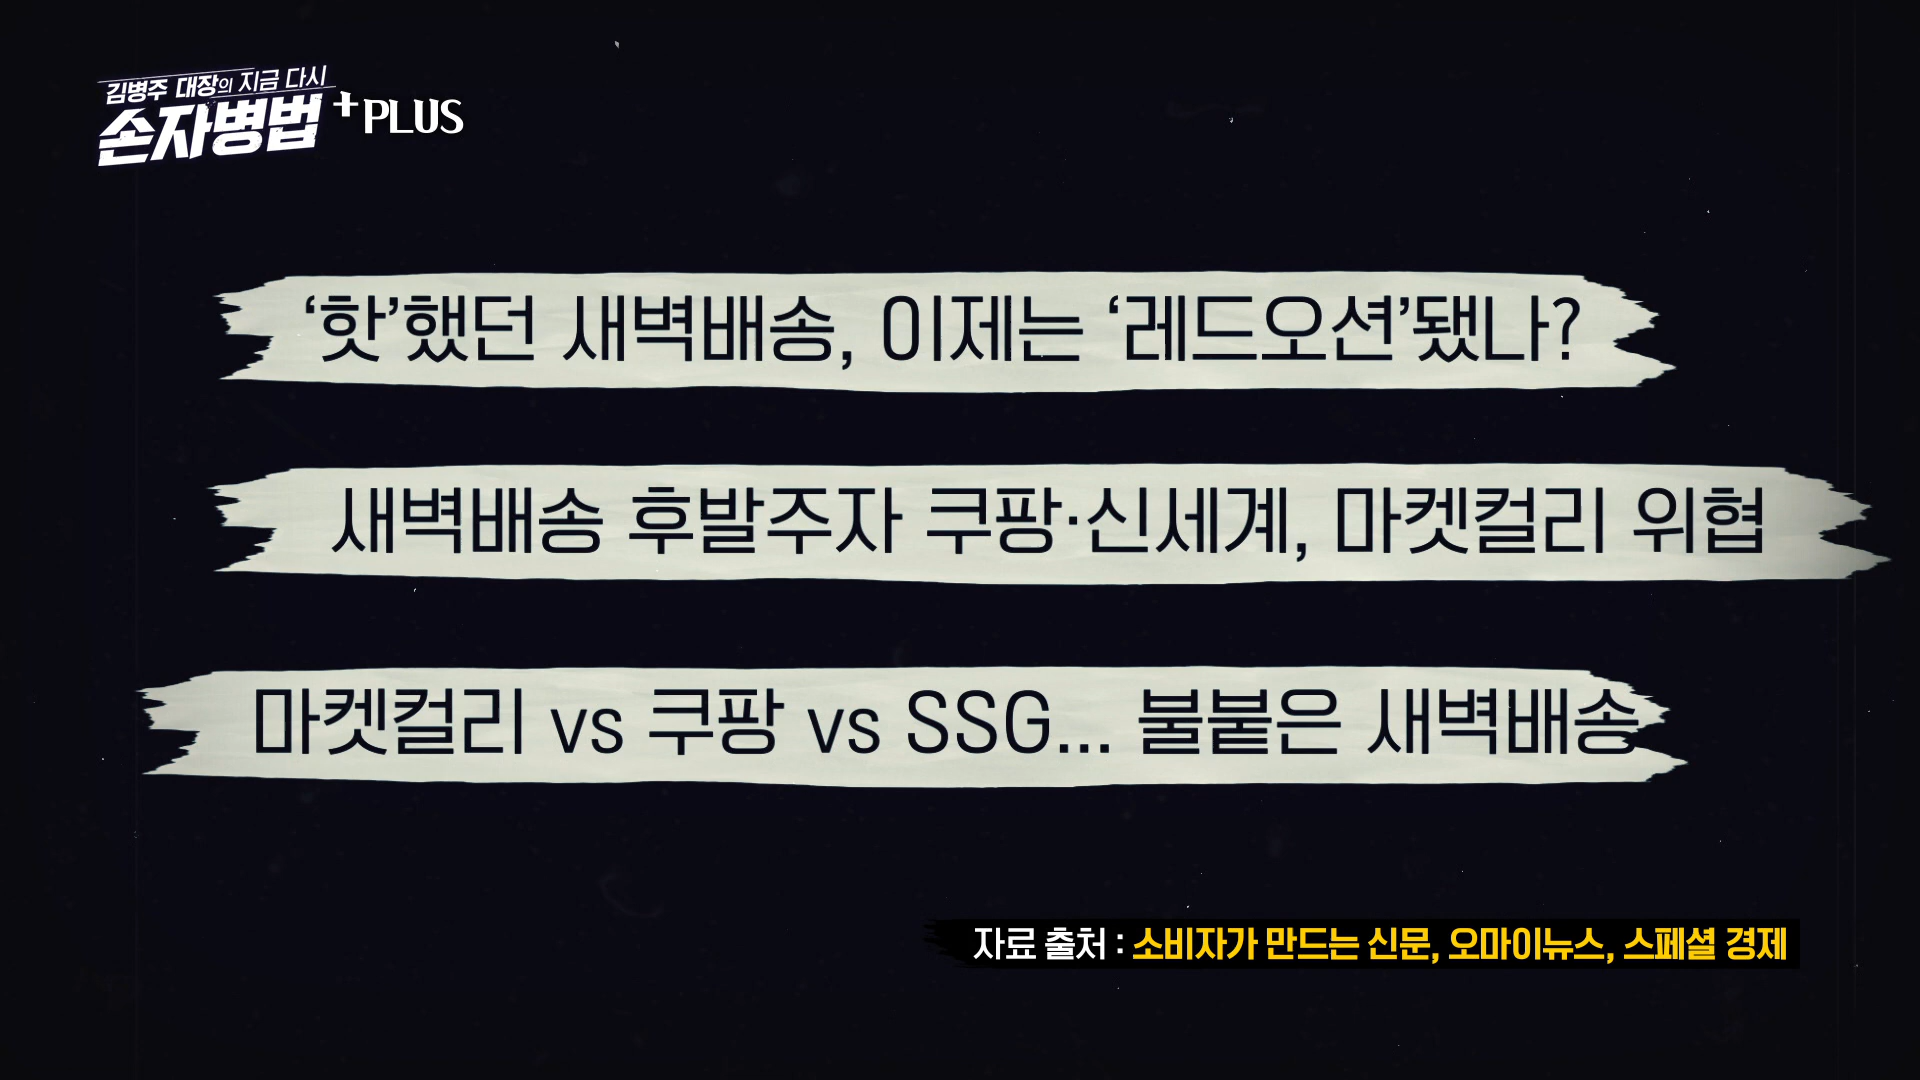 김병주 대장의 지금 다시
손자병법 +PLUS
‘핫’했던 새벽배송, 이제는 ‘레드오션’됐나?
새벽배송 후발주자 쿠팡·신세계, 마켓컬리 위협
마켓컬리 vs 쿠팡 vs SSG... 불붙은 새벽배송
자료 출처 : 소비자가 만드는 신문, 오마이뉴스, 스페셜 경제